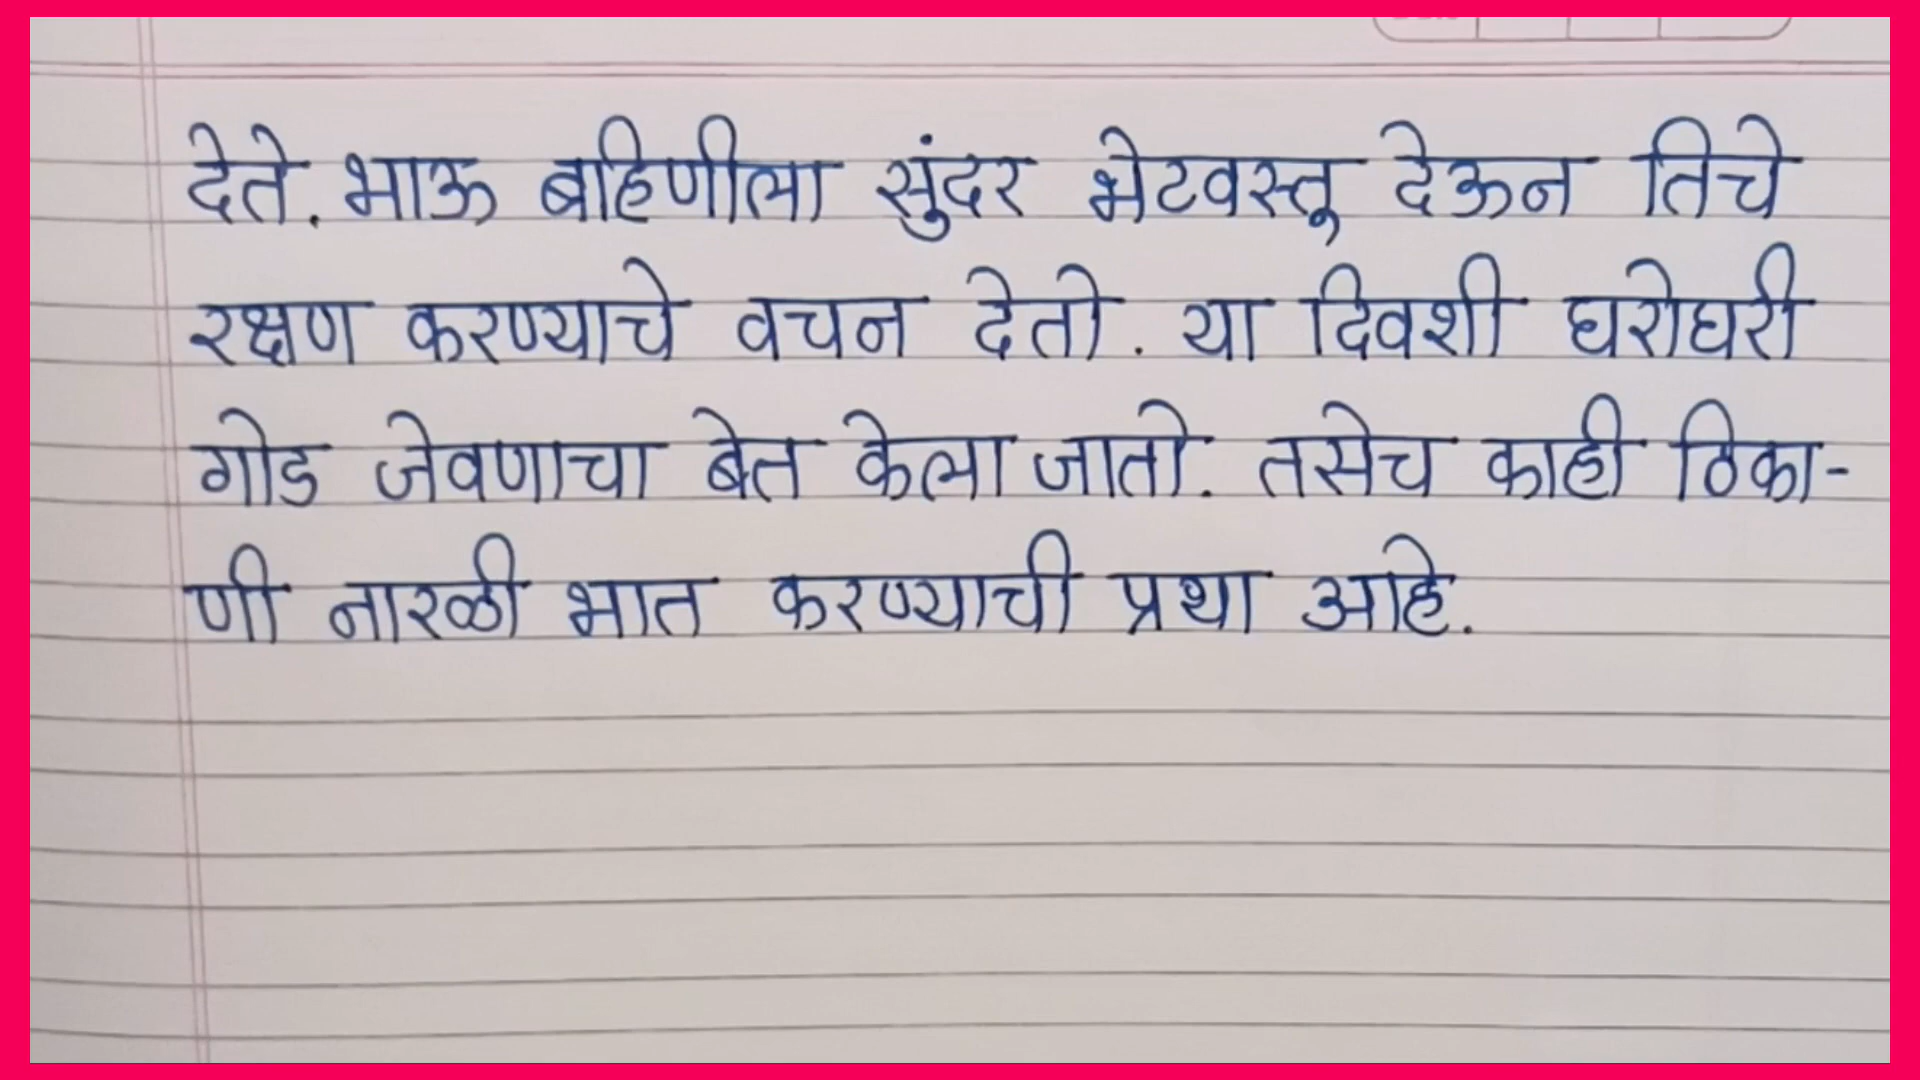 देते. भाऊ बहिणीला सुंदर भेटवस्तू देऊन तिचे
रक्षण करण्याचे वचन देतो. या दिवशी घरोघरी
गोड जेवणाचा बेत केला जातो. तसेच काही ठिका-
णी नारळी भात करण्याची प्रथा आहे.